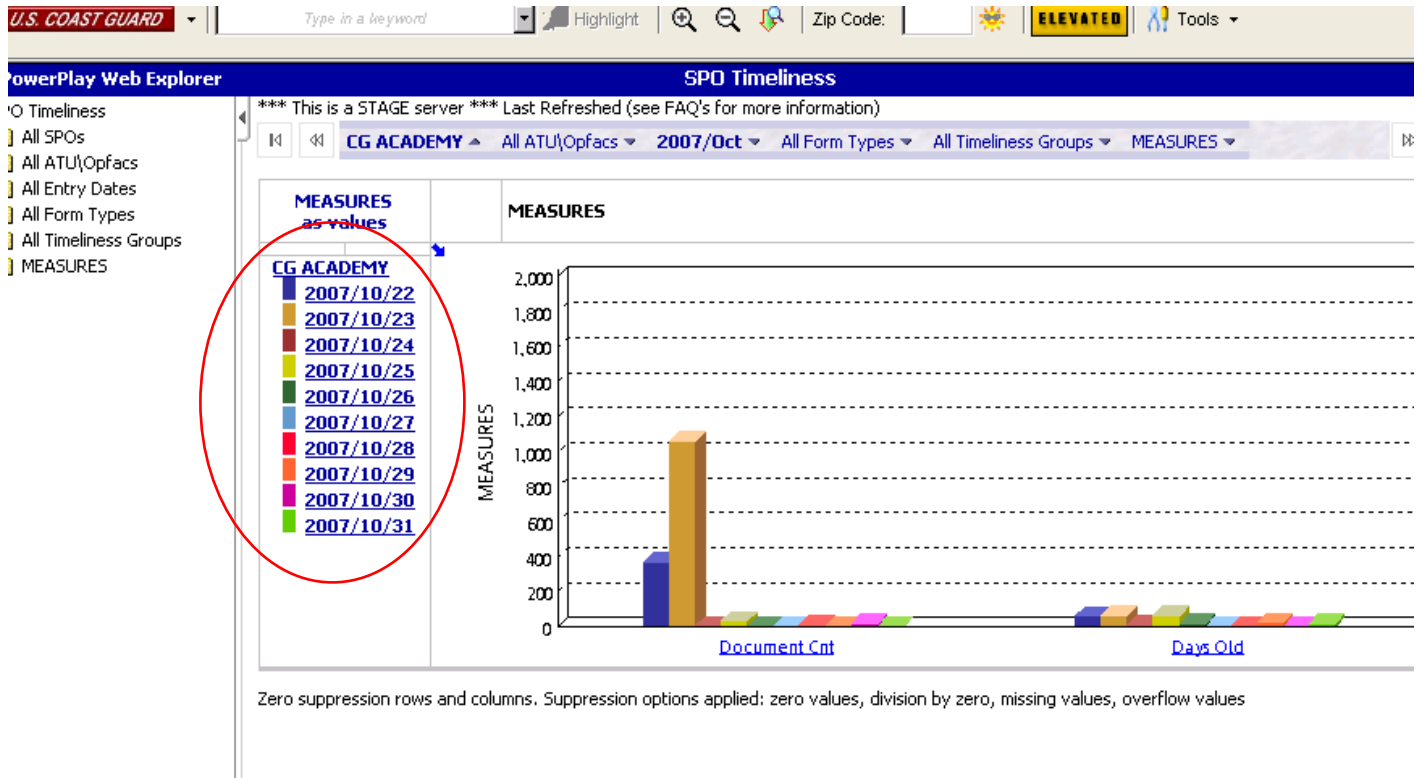 U.S. COAST GUARD Type in a keyword Highlight Zip Code: ELEVATED Tools
PowerPlay Web Explorer SPO Timeliness
O Timeliness
All SPOs
All ATU\Opfacs
All Entry Dates
All Form Types
All Timeliness Groups
MEASURES
*** This is a STAGE server *** Last Refreshed (see FAQ's for more information)
CG ACADEMY All ATU\Opfacs 2007/Oct All Form Types All Timeliness Groups MEASURES
MEASURES
as values
MEASURES
CG ACADEMY
2007/10/22
2007/10/23
2007/10/24
2007/10/25
2007/10/26
2007/10/27
2007/10/28
2007/10/29
2007/10/30
2007/10/31
MEASURES
2,000
1,800
1,600
1,400
1,200
1,000
800
600
400
200
0
Document Cnt Days Old
Zero suppression rows and columns. Suppression options applied: zero values, division by zero, missing values, overflow values